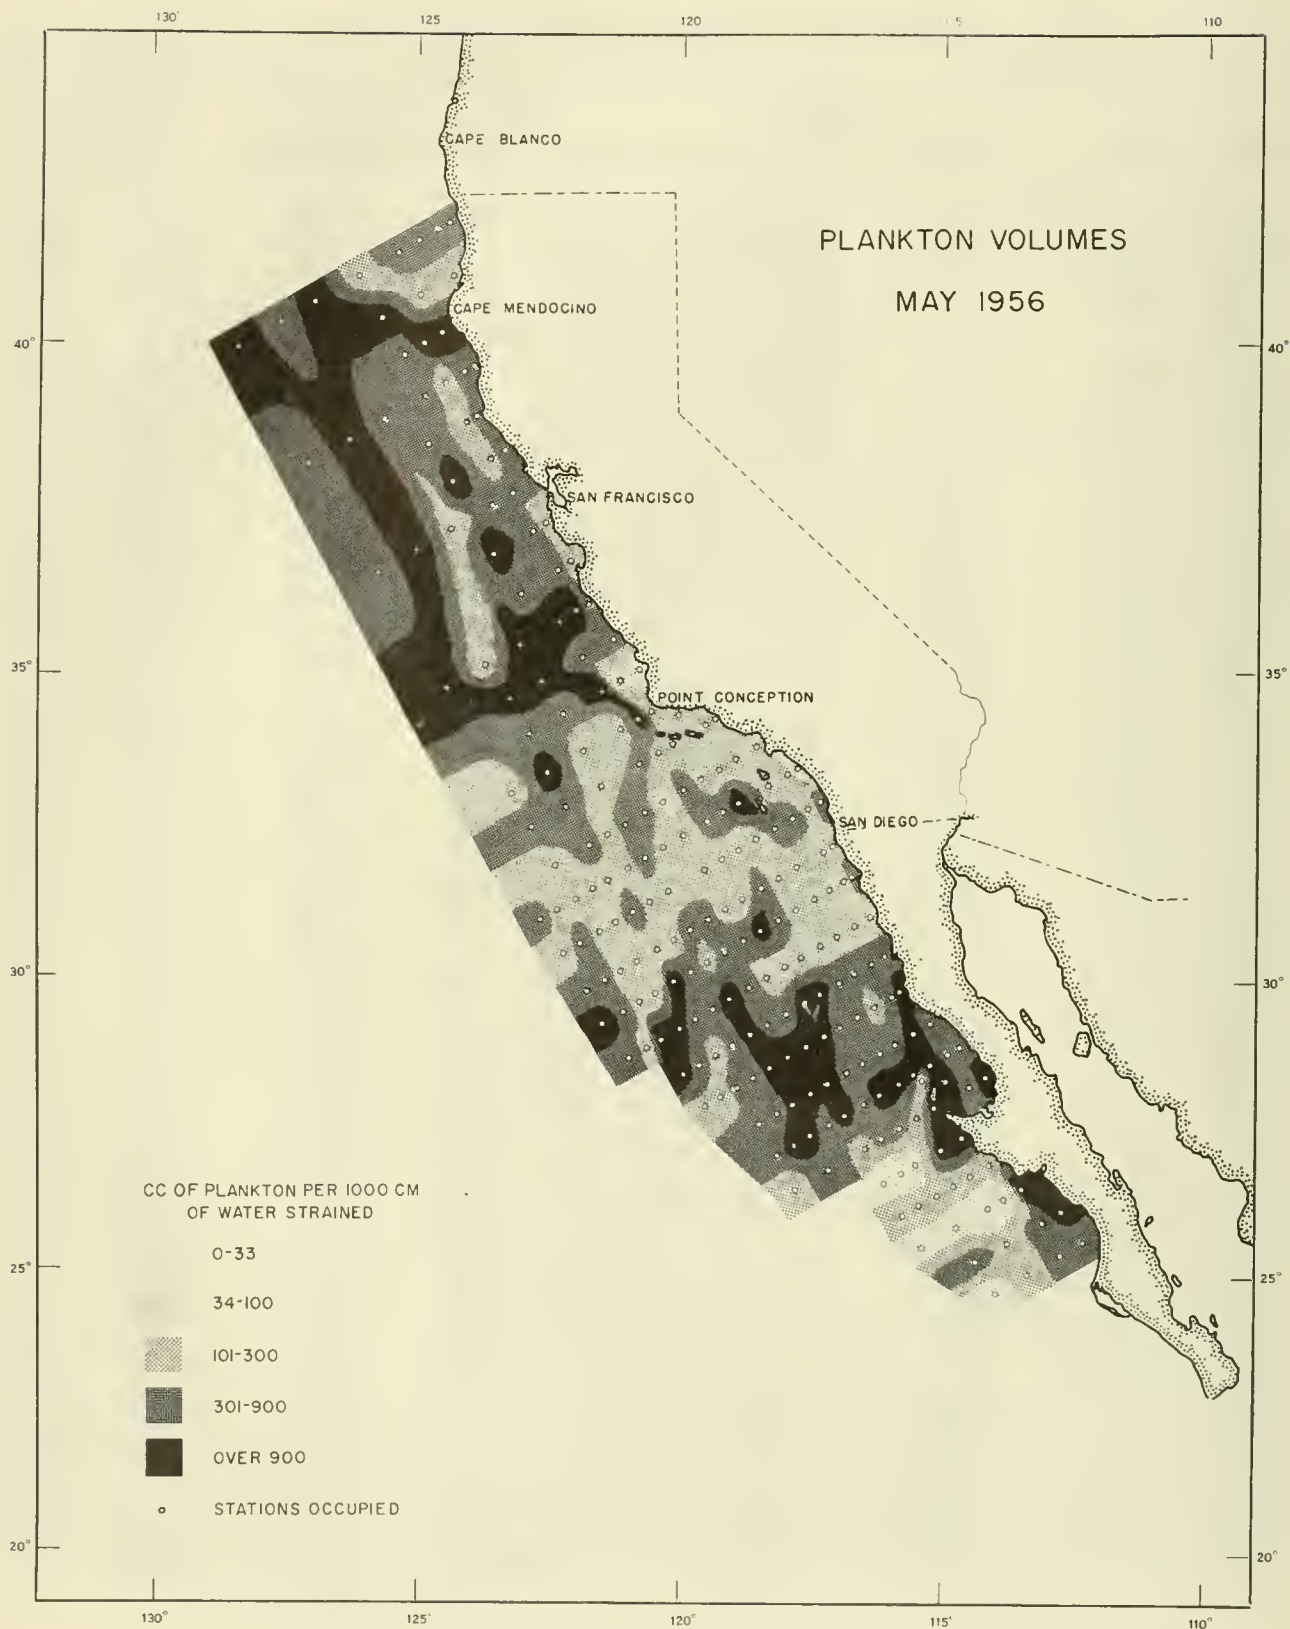 130° 125 120 5 110
CAPE BLANCO
PLANKTON VOLUMES
MAY 1956
CAPE MENDOCINO
40° 40°
SAN FRANCISCO
35° 35°
POINT CONCEPTION
SAN DIEGO
30° 30°
CC OF PLANKTON PER 1000 CM
OF WATER STRAINED
0-33
25° 25°
34-100
101-300
301-900
OVER 900
STATIONS OCCUPIED
20° 20°
130° 125° 120° 115° 110°